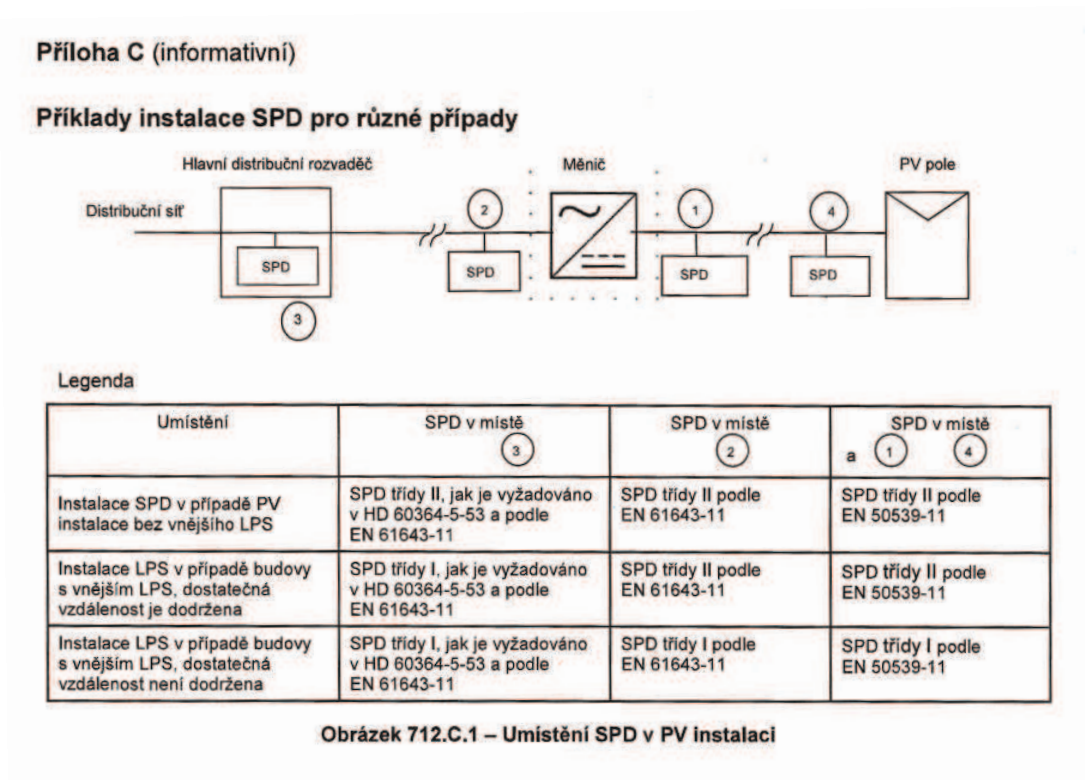 Příloha C (informativní)
Příklady instalace SPD pro různé případy
Hlavní distribuční rozvaděč
Měnič
PV pole
Distribuční síť
2
1
4
SPD
SPD
SPD
SPD
3
Legenda
Umístění
SPD v místě
3
SPD v místě
2
SPD v místě
a 1 4
Instalace SPD v případě PV
instalace bez vnějšího LPS
SPD třídy II, jak je vyžadováno
v HD 60364-5-53 a podle
EN 61643-11
SPD třídy II podle
EN 61643-11
SPD třídy II podle
EN 50539-11
Instalace LPS v případě budovy
s vnějším LPS, dostatečná
vzdálenost je dodržena
SPD třídy I, jak je vyžadováno
v HD 60364-5-53 a podle
EN 61643-11
SPD třídy II podle
EN 61643-11
SPD třídy II podle
EN 50539-11
Instalace LPS v případě budovy
s vnějším LPS, dostatečná
vzdálenost není dodržena
SPD třídy I, jak je vyžadováno
v HD 60364-5-53 a podle
EN 61643-11
SPD třídy I podle
EN 61643-11
SPD třídy I podle
EN 50539-11
Obrázek 712.C.1 – Umístění SPD v PV instalaci